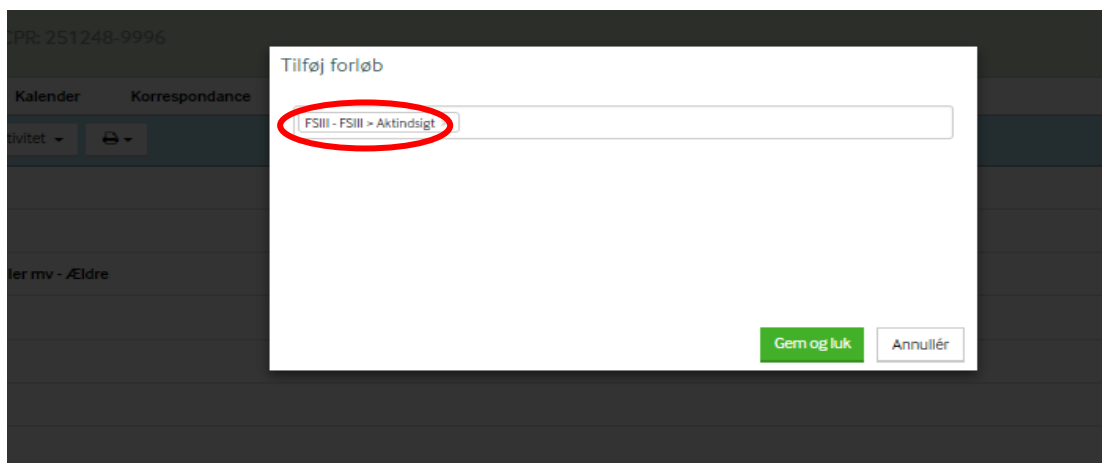 CPR: 251248-9996
Tilføj forløb
Kalender Korrespondance
FSIII - FSIII > Aktindsigt
tivitet
ler mv - Ældre
Gem og luk Annullér